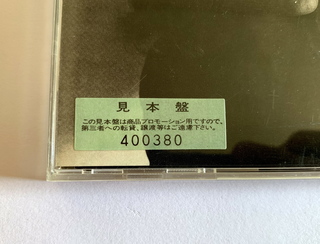 見本盤
この見本盤は商品プロモーション用ですので、
第三者への転貸、譲渡等はご遠慮下さい。
400380